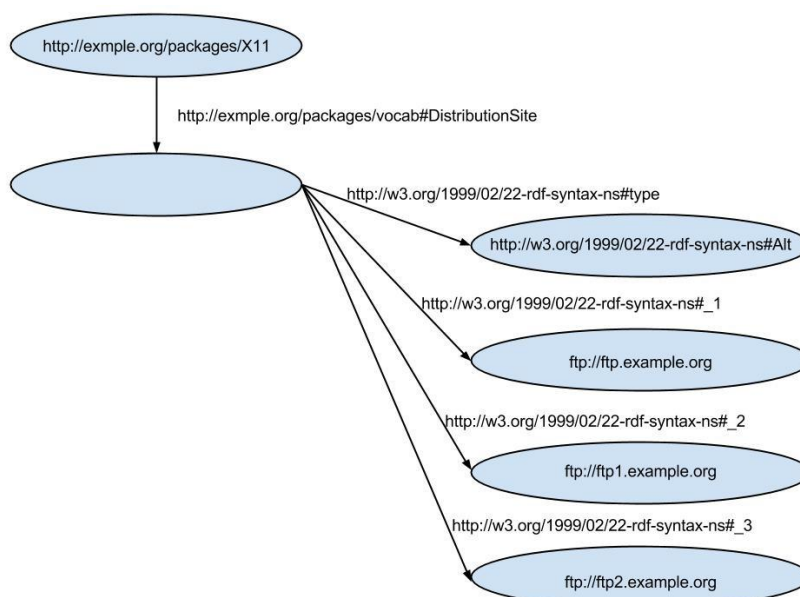 http://exmple.org/packages/X11
http://exmple.org/packages/vocab#DistributionSite
http://w3.org/1999/02/22-rdf-syntax-ns#type
http://w3.org/1999/02/22-rdf-syntax-ns#Alt
http://w3.org/1999/02/22-rdf-syntax-ns#_1
ftp://ftp.example.org
http://w3.org/1999/02/22-rdf-syntax-ns#_2
ftp://ftp1.example.org
http://w3.org/1999/02/22-rdf-syntax-ns#_3
ftp://ftp2.example.org